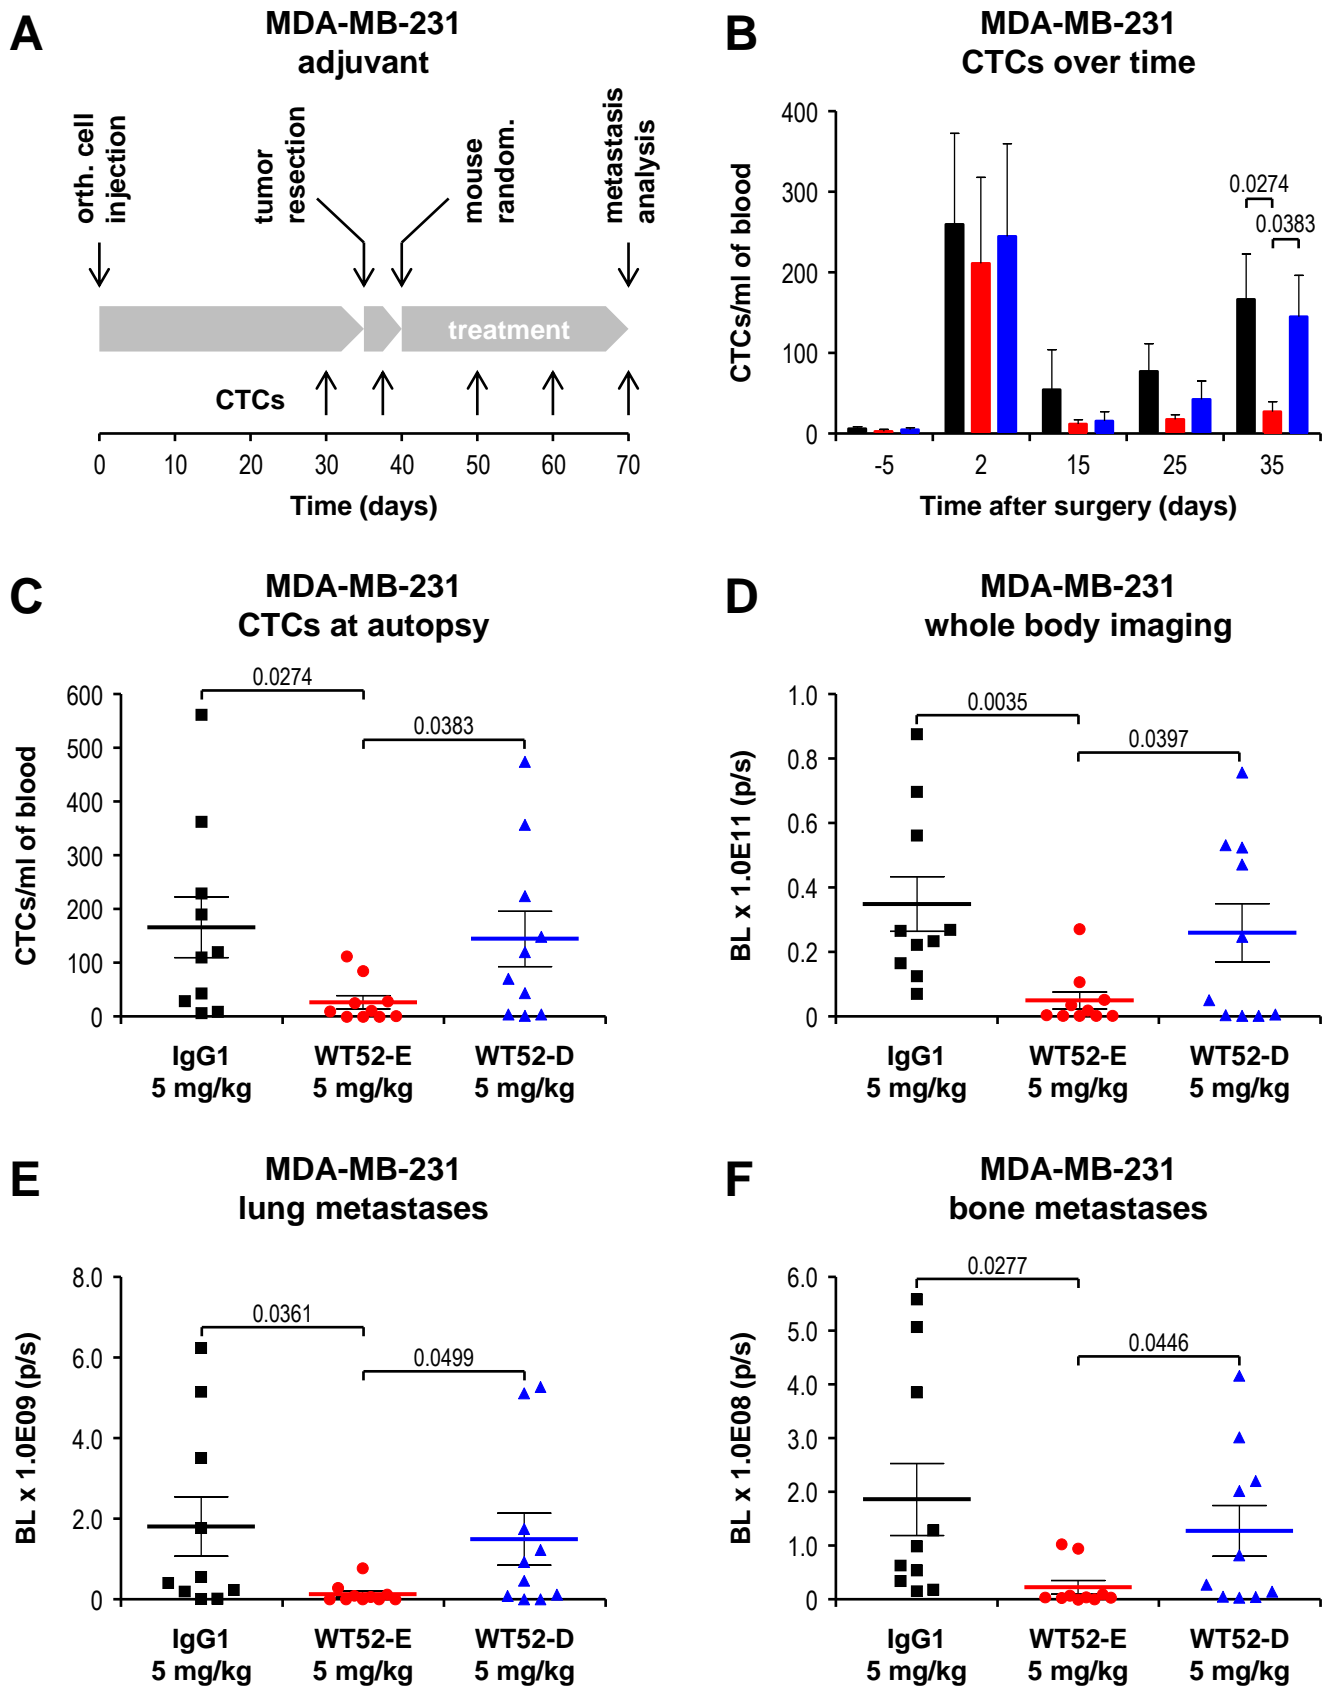 A
MDA-MB-231
adjuvant
orth. cell
injection
tumor
resection
mouse
random.
metastasis
analysis
treatment
CTCs
0 10 20 30 40 50 60 70
Time (days)
B
MDA-MB-231
CTCs over time
CTCs/ml of blood
400
300
200
100
0
0.0274
0.0383
-5 2 15 25 35
Time after surgery (days)
C
MDA-MB-231
CTCs at autopsy
CTCs/ml of blood
600
500
400
300
200
100
0
0.0274
0.0383
IgG1 WT52-E WT52-D
5 mg/kg 5 mg/kg 5 mg/kg
D
MDA-MB-231
whole body imaging
BL x 1.0E11 (p/s)
1.0
0.8
0.6
0.4
0.2
0
0.0035
0.0397
IgG1 WT52-E WT52-D
5 mg/kg 5 mg/kg 5 mg/kg
E
MDA-MB-231
lung metastases
BL x 1.0E09 (p/s)
8.0
6.0
4.0
2.0
0
0.0361
0.0499
IgG1 WT52-E WT52-D
5 mg/kg 5 mg/kg 5 mg/kg
F
MDA-MB-231
bone metastases
BL x 1.0E08 (p/s)
6.0
5.0
4.0
3.0
2.0
1.0
0
0.0277
0.0446
IgG1 WT52-E WT52-D
5 mg/kg 5 mg/kg 5 mg/kg